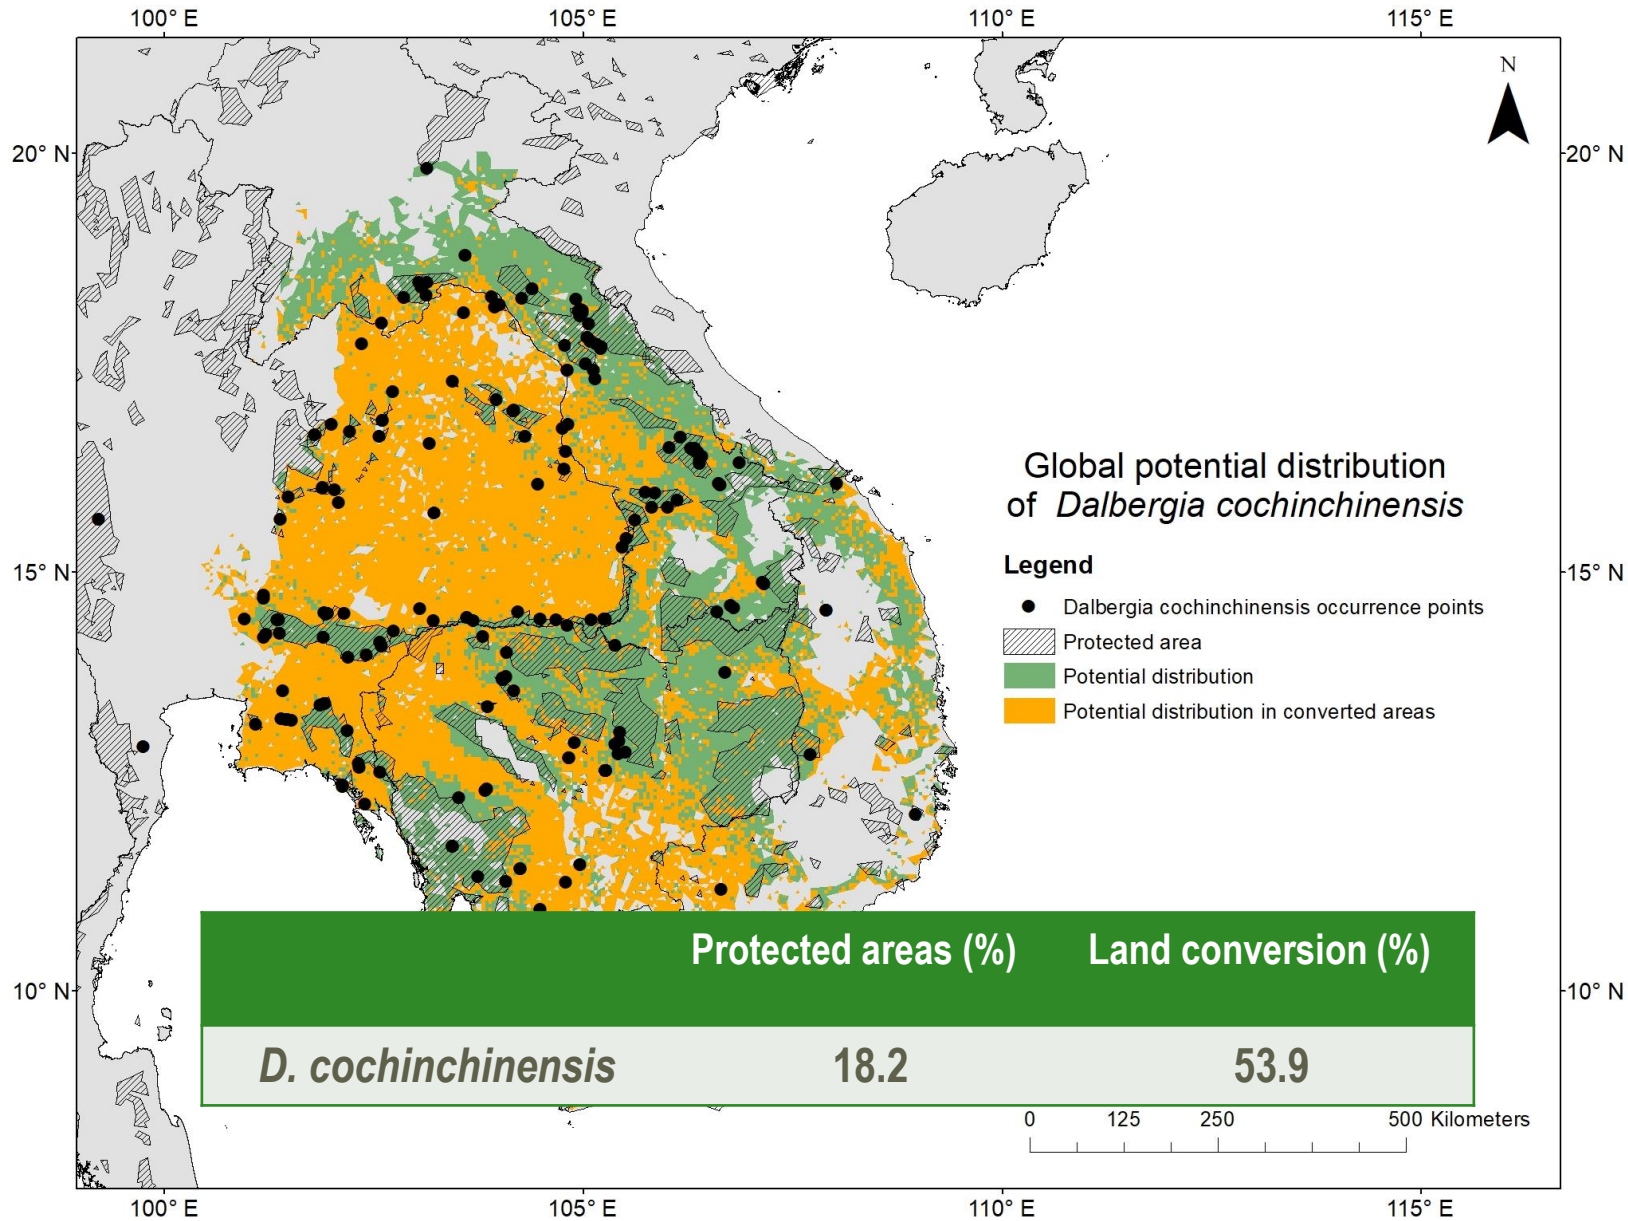 100° E 105° E 110° E 115° E
N
20° N 20° N
Global potential distribution
of Dalbergia cochinchinensis
Legend
15° N 15° N
Dalbergia cochinchinensis occurrence points
Protected area
Potential distribution
Potential distribution in converted areas
Protected areas (%) Land conversion (%)
10° N 10° N
D. cochinchinensis 18.2 53.9
0 125 250 500 Kilometers
100° E 105° E 110° E 115° E